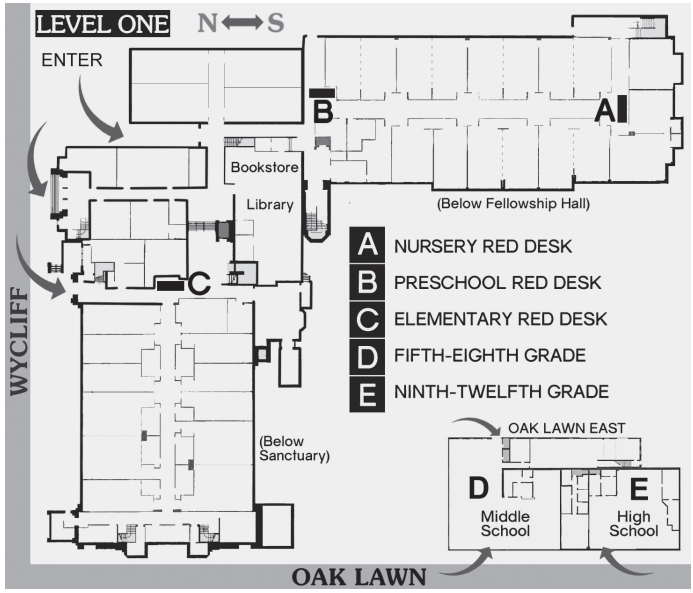 LEVEL ONE
N S
ENTER
B
A
Bookstore
Library
(Below Fellowship Hall)
C
A NURSERY RED DESK
B PRESCHOOL RED DESK
C ELEMENTARY RED DESK
D FIFTH-EIGHTH GRADE
E NINTH-TWELFTH GRADE
WYCLIFF
(Below
Sanctuary)
OAK LAWN EAST
D
Middle
School
E
High
School
OAK LAWN